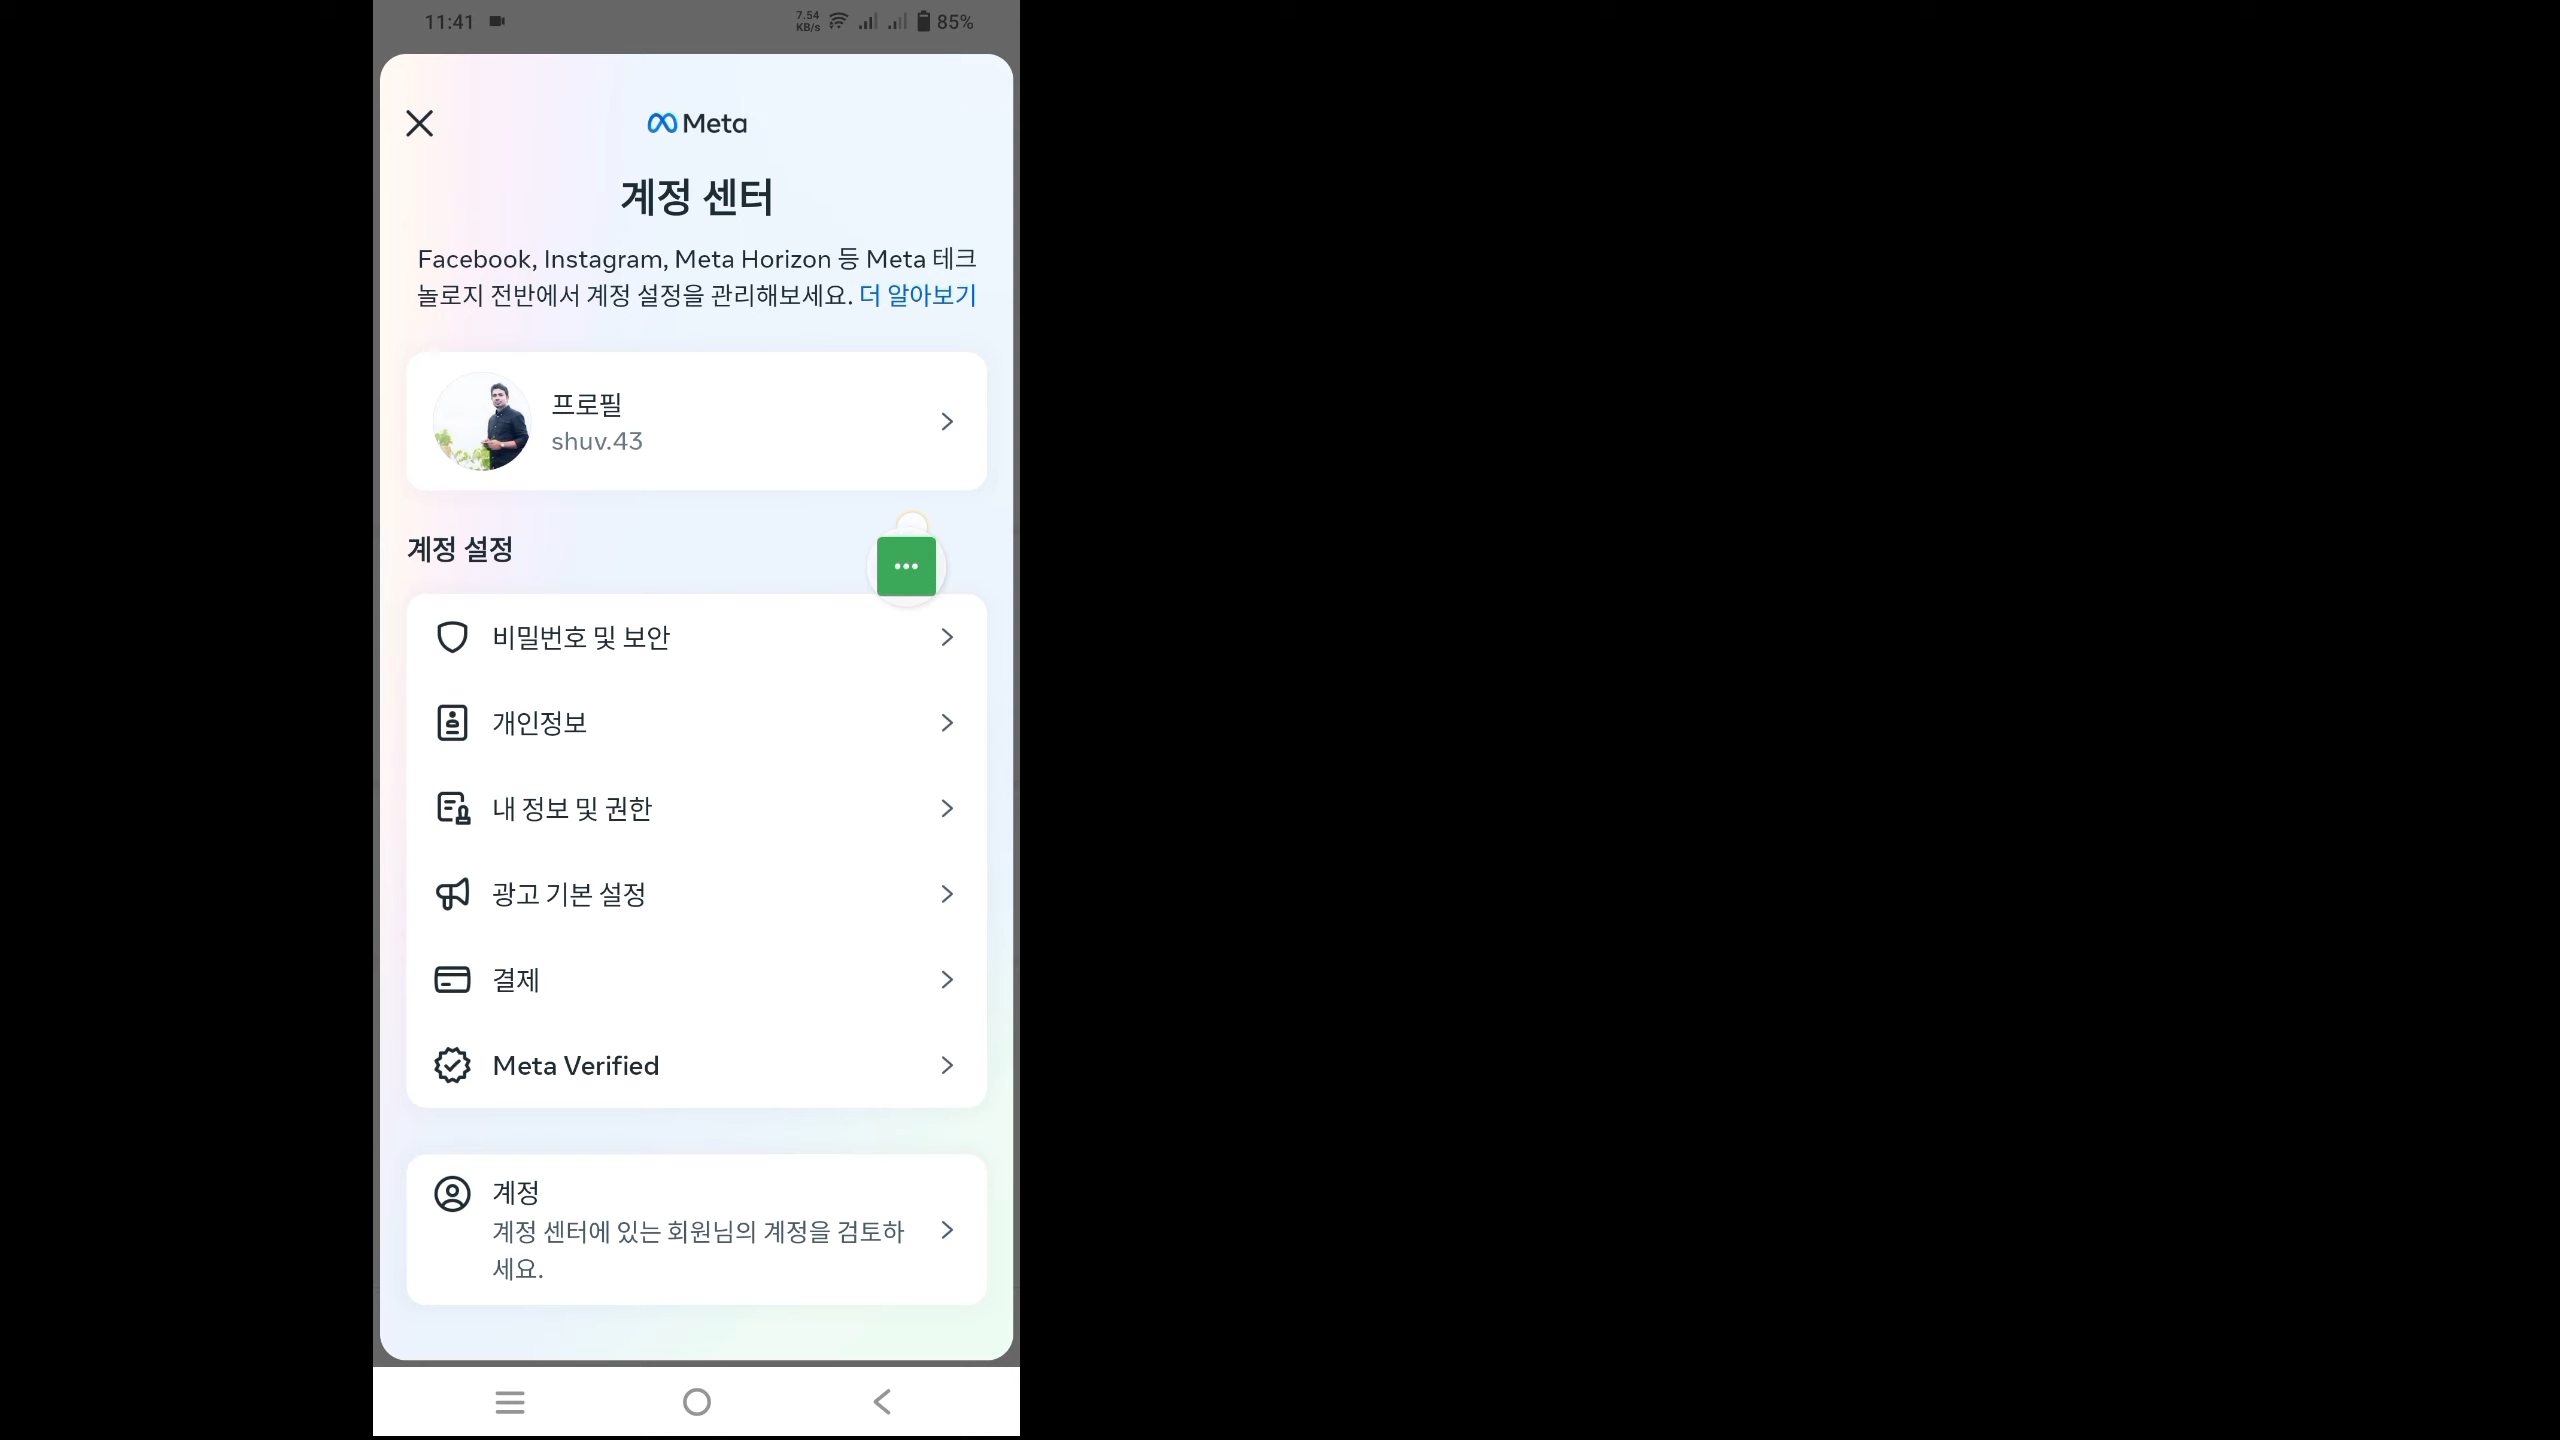 11:41
7.54
KB/s
85%
Meta
계정 센터
Facebook, Instagram, Meta Horizon 등 Meta 테크
놀로지 전반에서 계정 설정을 관리해보세요. 더 알아보기
프로필
shuv.43
계정 설정
비밀번호 및 보안
개인정보
내 정보 및 권한
광고 기본 설정
결제
Meta Verified
계정
계정 센터에 있는 회원님의 계정을 검토하
세요.